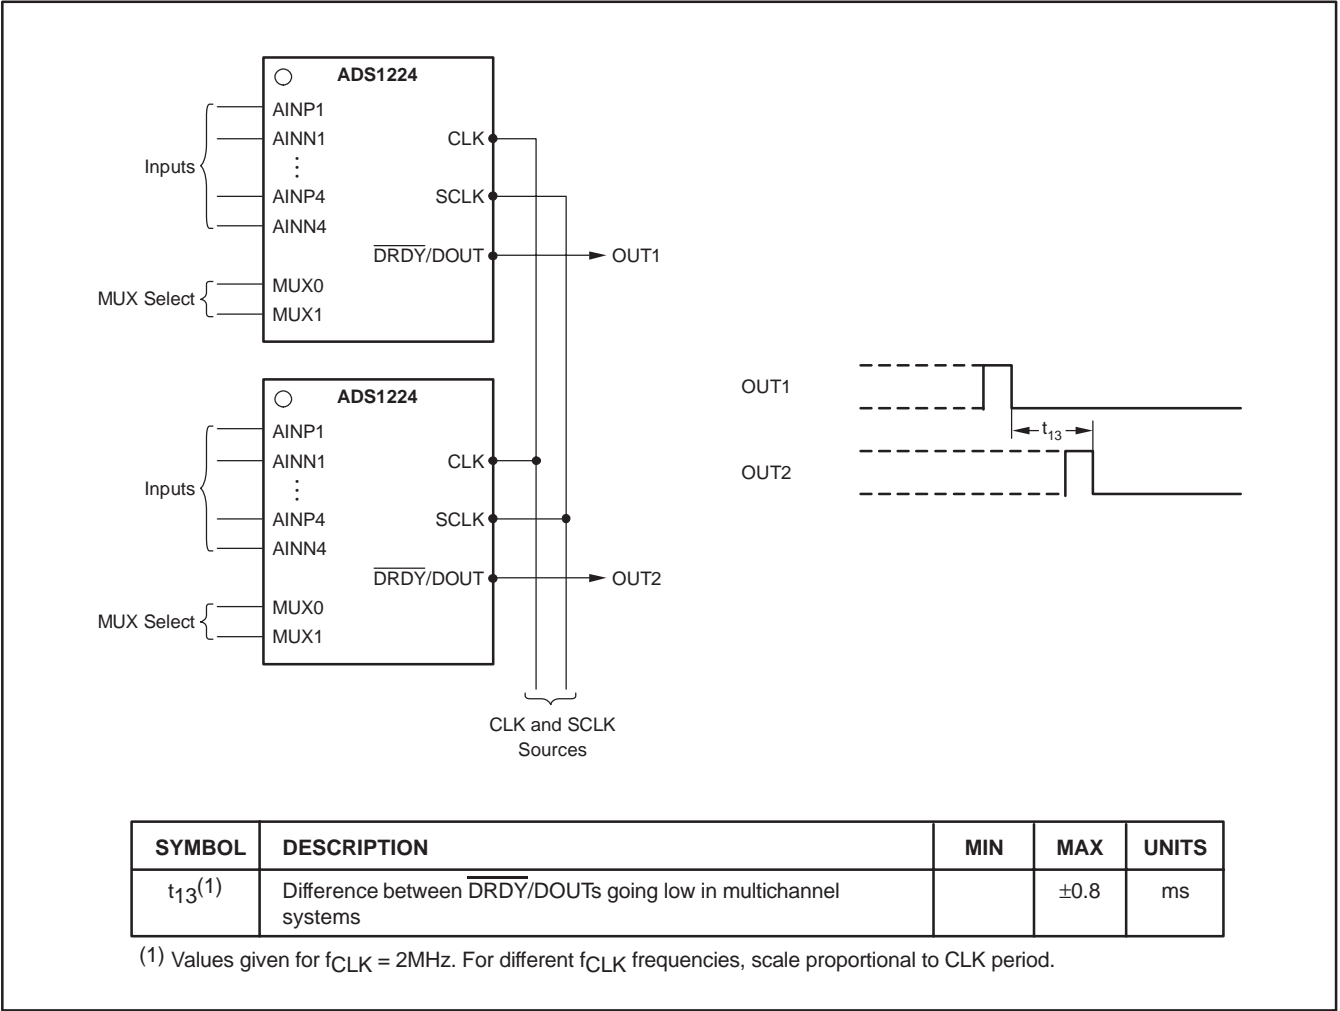 ADS1224
AINP1
AINN1
CLK
Inputs
AINP4
SCLK
AINN4
DRDY/DOUT
OUT1
MUX0
MUX Select
MUX1
ADS1224
AINP1
AINN1
CLK
Inputs
AINP4
SCLK
AINN4
DRDY/DOUT
OUT2
MUX0
MUX Select
MUX1
CLK and SCLK
Sources
OUT1
t13
OUT2
SYMBOL DESCRIPTION MIN MAX UNITS
t13(1) Difference between DRDY/DOUTs going low in multichannel ±0.8 ms
systems
(1) Values given for fCLK = 2MHz. For different fCLK frequencies, scale proportional to CLK period.